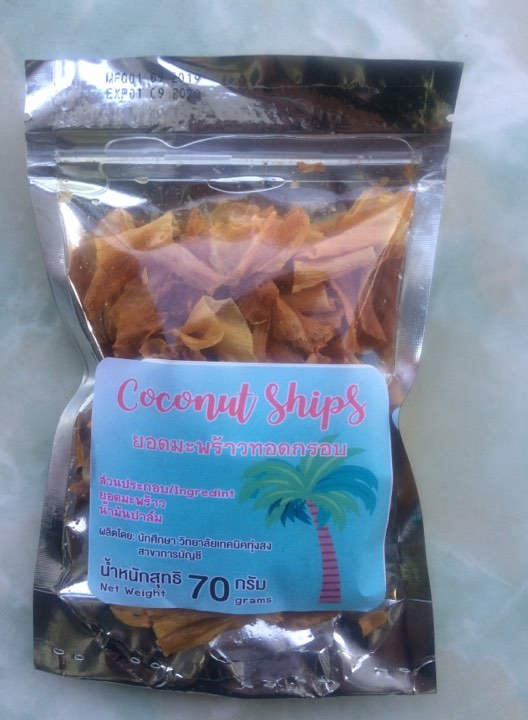 MFG01 09 2019
EXP01 09 2020
Coconut Ships
ยอดมะพร้าวทอดกรอบ
ส่วนประกอบ/Ingredint
ยอดมะพร้าว
น้ำมันปาล์ม
ผลิตโดย: นักศึกษา วิทยาลัยเทคนิคทุ่งสง
สาขาการบัญชี
น้ำหนักสุทธิ 70 กรัม
Net Weight grams